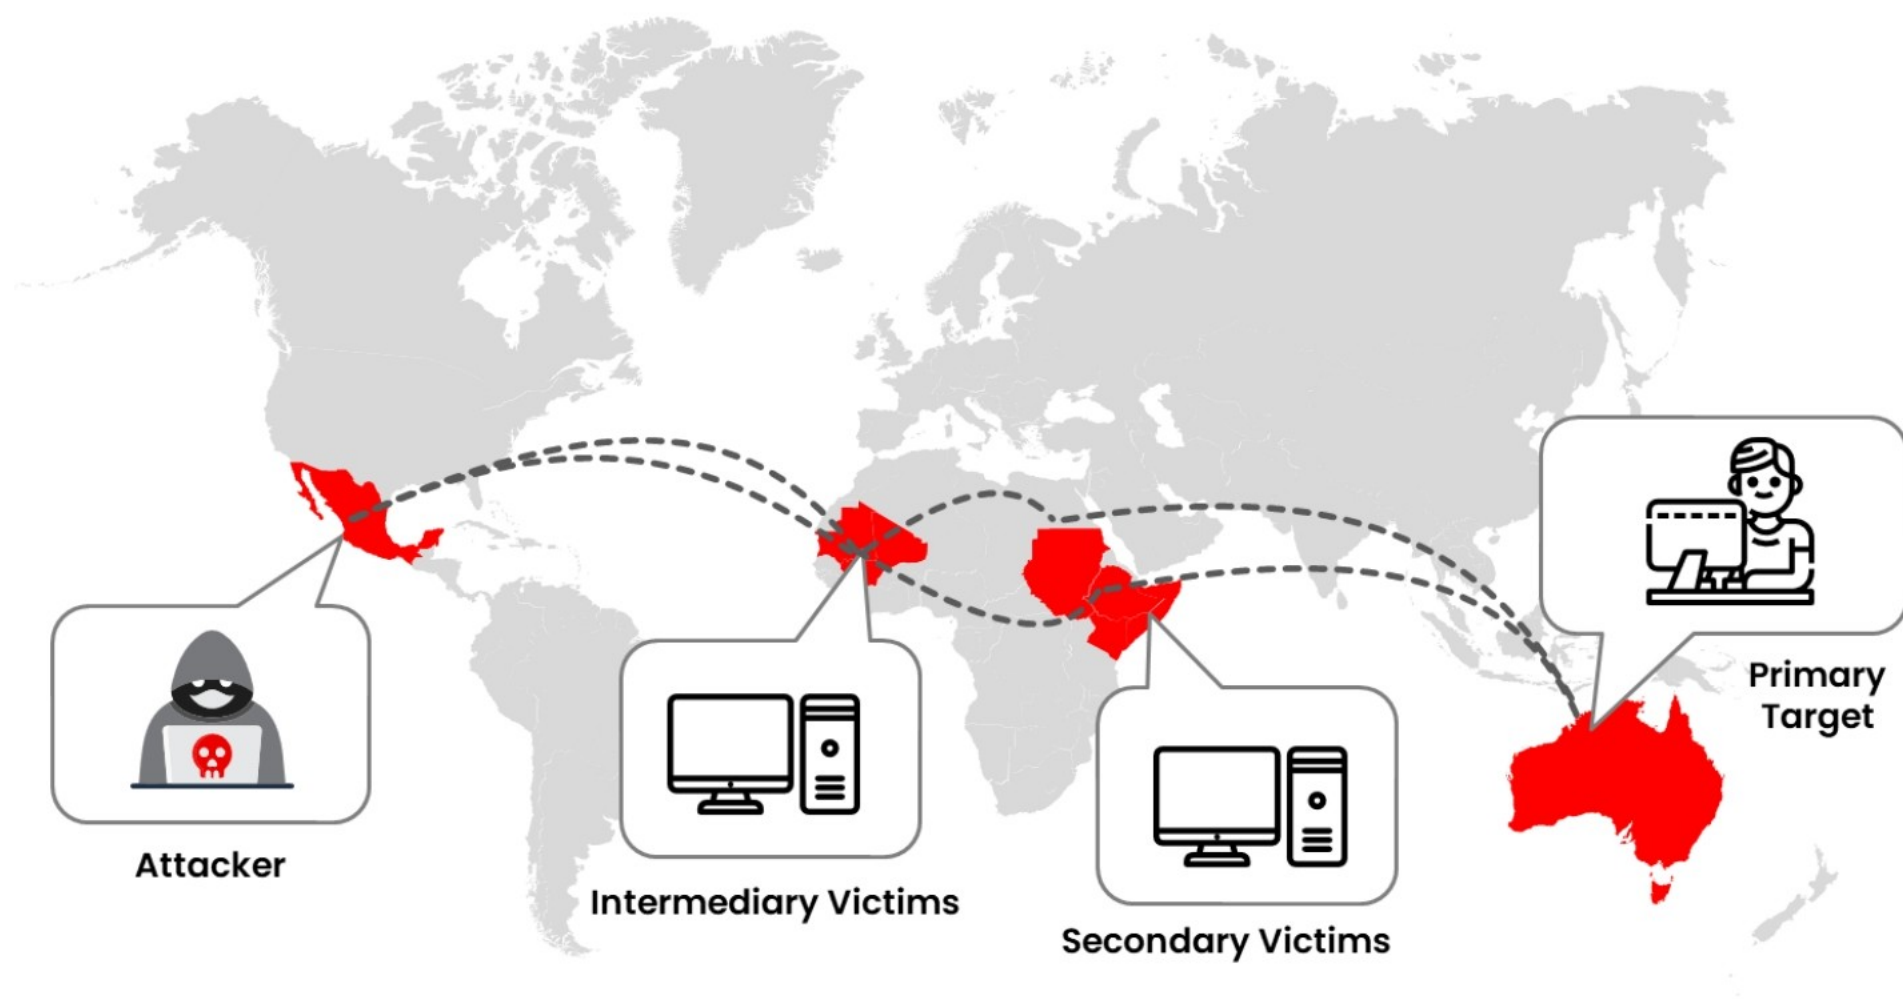 Primary
Target
Attacker
Intermediary Victims
Secondary Victims